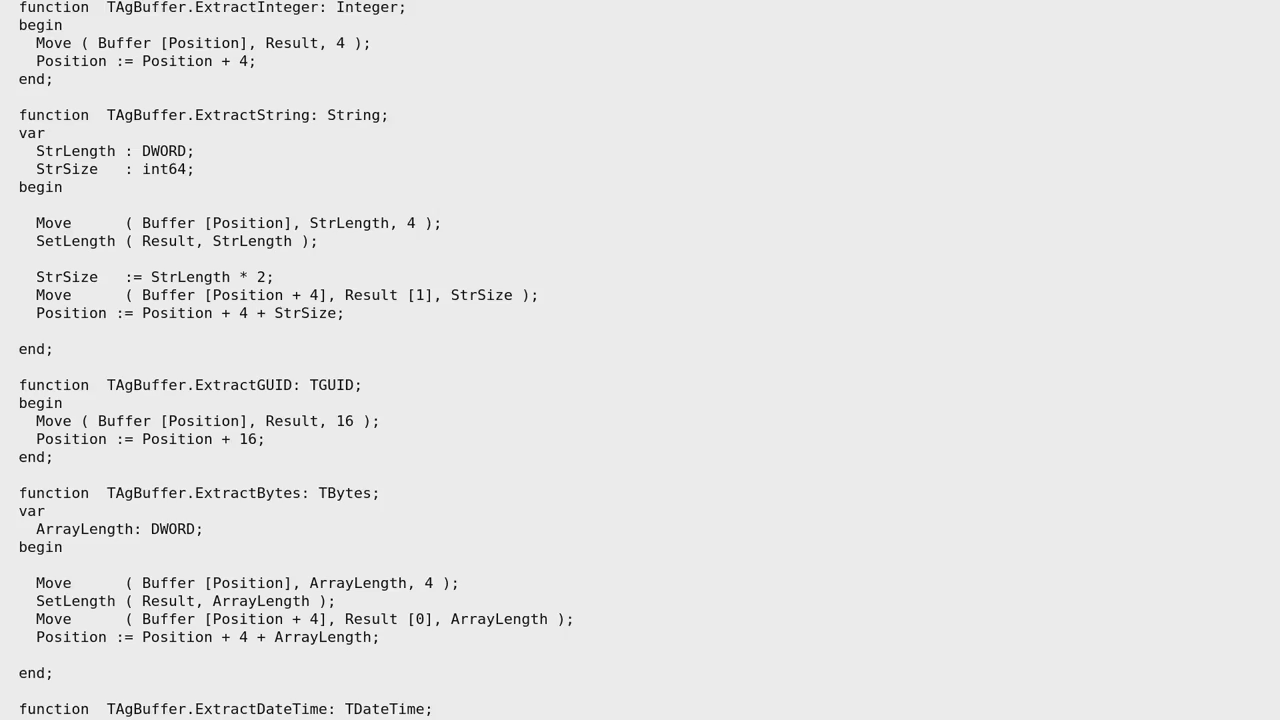 function  TAgBuffer.ExtractInteger: Integer;
begin
  Move ( Buffer [Position], Result, 4 );
  Position := Position + 4;
end;

function  TAgBuffer.ExtractString: String;
var
  StrLength : DWORD;
  StrSize   : int64;
begin

  Move      ( Buffer [Position], StrLength, 4 );
  SetLength ( Result, StrLength );

  StrSize   := StrLength * 2;
  Move      ( Buffer [Position + 4], Result [1], StrSize );
  Position := Position + 4 + StrSize;

end;

function  TAgBuffer.ExtractGUID: TGUID;
begin
  Move ( Buffer [Position], Result, 16 );
  Position := Position + 16;
end;

function  TAgBuffer.ExtractBytes: TBytes;
var
  ArrayLength: DWORD;
begin

  Move      ( Buffer [Position], ArrayLength, 4 );
  SetLength ( Result, ArrayLength );
  Move      ( Buffer [Position + 4], Result [0], ArrayLength );
  Position := Position + 4 + ArrayLength;

end;

function  TAgBuffer.ExtractDateTime: TDateTime;